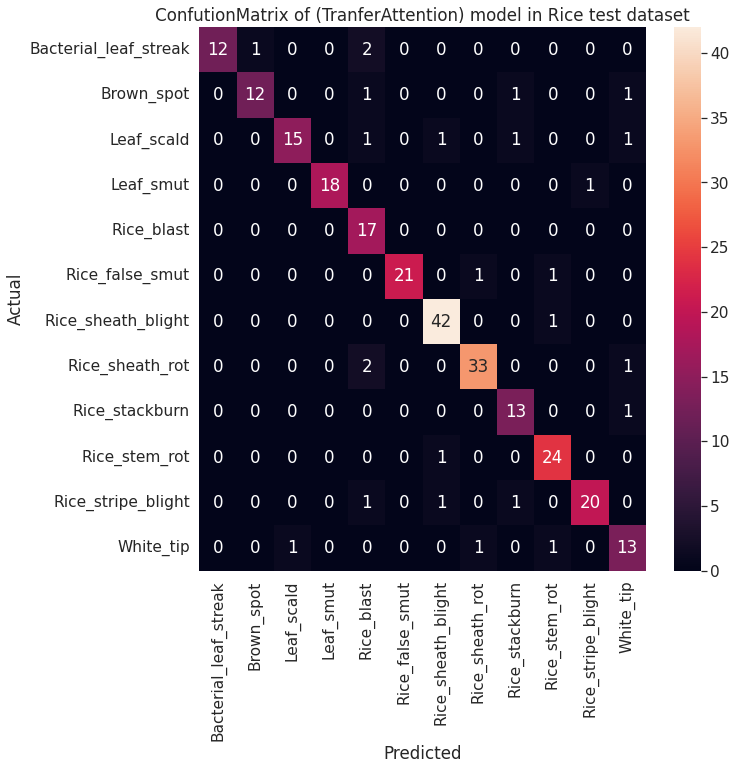 ConfutionMatrix of (TranferAttention) model in Rice test dataset
Actual
Bacterial_leaf_streak 12 1 0 0 2 0 0 0 0 0 0 0
Brown_spot 0 12 0 0 1 0 0 0 1 0 0 1
Leaf_scald 0 0 15 0 1 0 1 0 1 0 0 1
Leaf_smut 0 0 0 18 0 0 0 0 0 0 1 0
Rice_blast 0 0 0 0 17 0 0 0 0 0 0 0
Rice_false_smut 0 0 0 0 0 21 0 1 0 1 0 0
Rice_sheath_blight 0 0 0 0 0 0 42 0 0 1 0 0
Rice_sheath_rot 0 0 0 0 2 0 0 33 0 0 0 1
Rice_stackburn 0 0 0 0 0 0 0 0 13 0 0 1
Rice_stem_rot 0 0 0 0 0 0 1 0 0 24 0 0
Rice_stripe_blight 0 0 0 0 1 0 1 0 1 0 20 0
White_tip 0 0 1 0 0 0 0 1 0 1 0 13
Bacterial_leaf_streak
Brown_spot
Leaf_scald
Leaf_smut
Rice_blast
Rice_false_smut
Rice_sheath_blight
Rice_sheath_rot
Rice_stackburn
Rice_stem_rot
Rice_stripe_blight
White_tip
Predicted
40
35
30
25
20
15
10
5
0